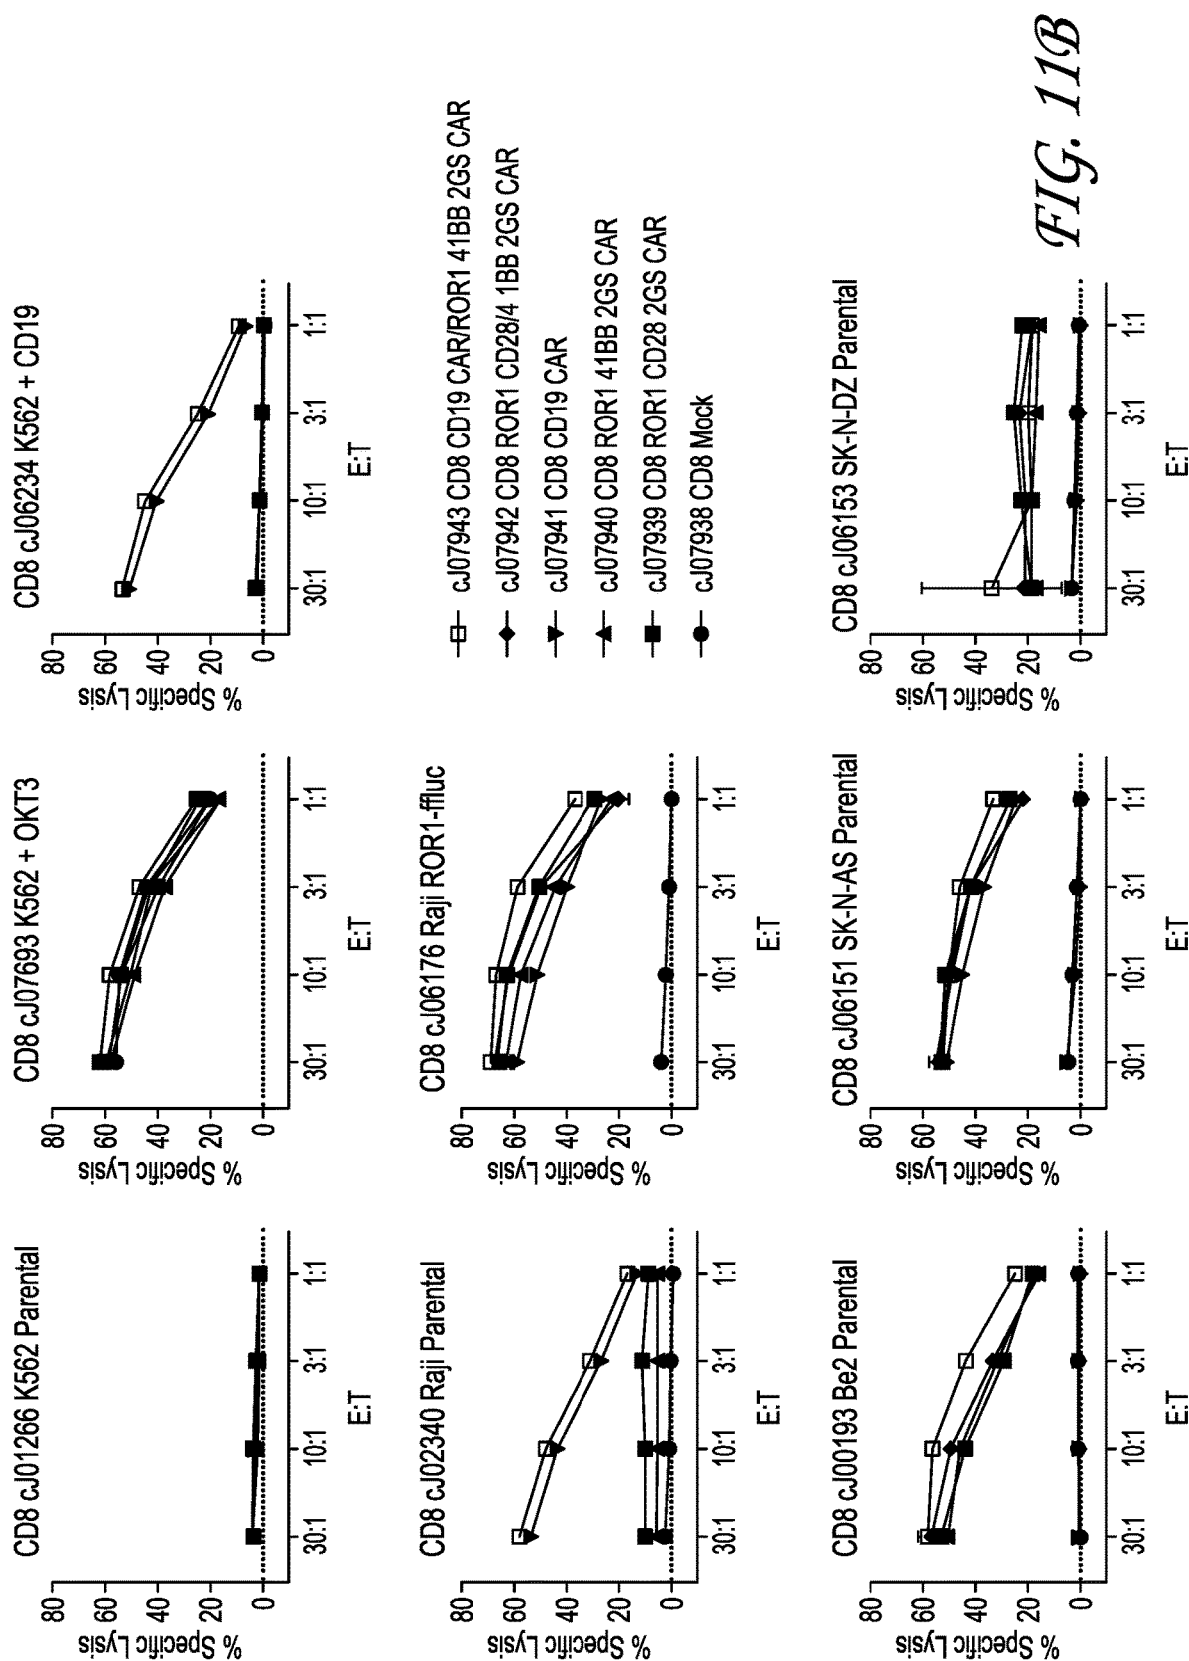 CD8 cJ01266 K562 Parental
% Specific Lysis
80
60
40
20
0
30:1
10:1
3:1
1:1
E:T
CD8 cJ07693 K562 + OKT3
% Specific Lysis
80
60
40
20
0
30:1
10:1
3:1
1:1
E:T
CD8 cJ06234 K562 + CD19
% Specific Lysis
80
60
40
20
0
30:1
10:1
3:1
1:1
E:T
CD8 cJ02340 Raji Parental
% Specific Lysis
80
60
40
20
0
30:1
10:1
3:1
1:1
E:T
CD8 cJ06176 Raji ROR1-ffluc
% Specific Lysis
80
60
40
20
0
30:1
10:1
3:1
1:1
E:T
cJ07943 CD8 CD19 CAR/ROR1 41BB 2GS CAR
cJ07942 CD8 ROR1 CD28/4 1BB 2GS CAR
cJ07941 CD8 CD19 CAR
cJ07940 CD8 ROR1 41BB 2GS CAR
cJ07939 CD8 ROR1 CD28 2GS CAR
cJ07938 CD8 Mock
CD8 cJ00193 Be2 Parental
% Specific Lysis
80
60
40
20
0
30:1
10:1
3:1
1:1
E:T
CD8 cJ06151 SK-N-AS Parental
% Specific Lysis
80
60
40
20
0
30:1
10:1
3:1
1:1
E:T
CD8 cJ06153 SK-N-DZ Parental
% Specific Lysis
80
60
40
20
0
30:1
10:1
3:1
1:1
E:T
FIG. 11B